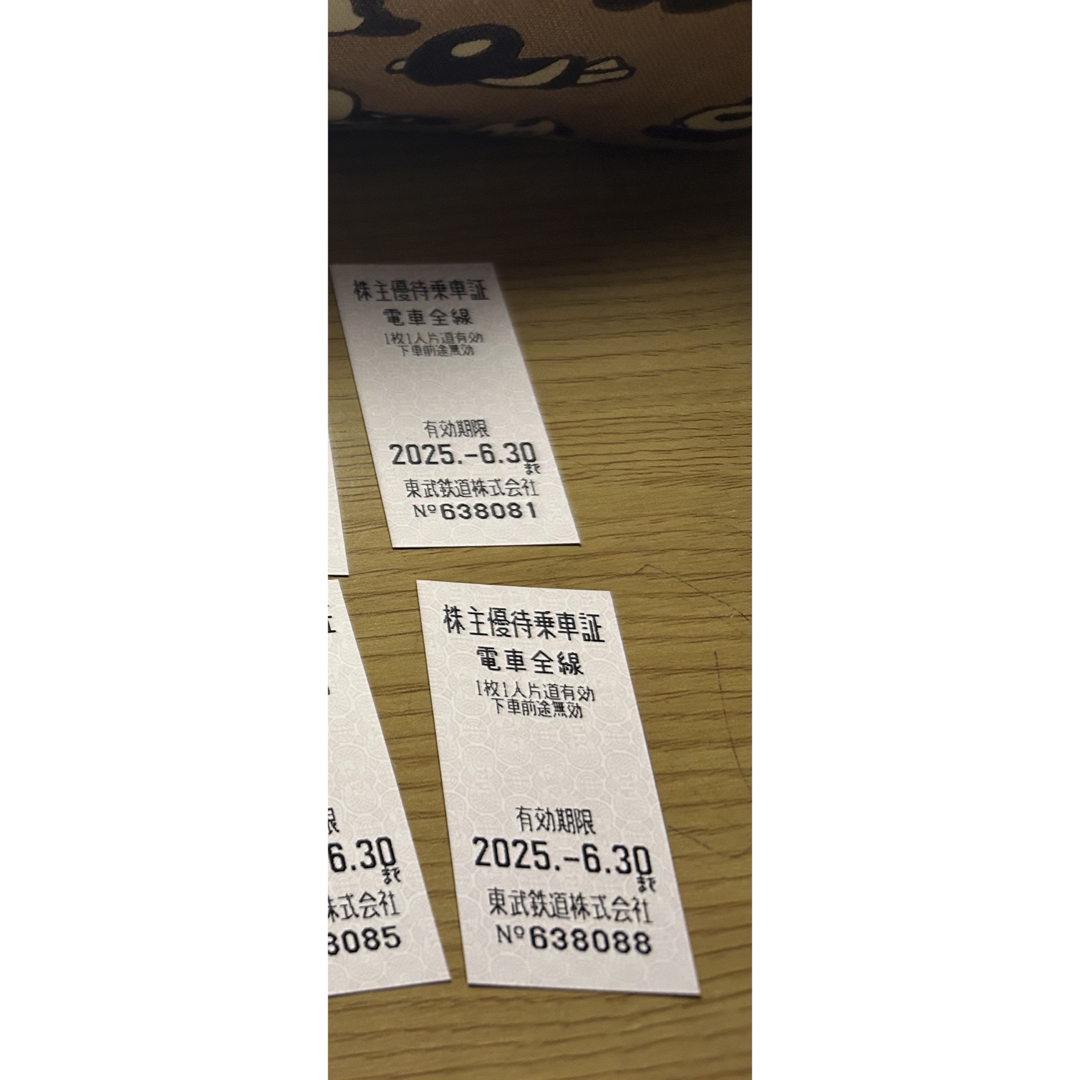 株主優待乗車証
電車全線
1枚1人片道有効
下車前途無効
有効期限
2025.-6.30
まで
東武鉄道株式会社
Nº638081
株主優待乗車証
電車全線
1枚1人片道有効
下車前途無効
有効期限
2025.-6.30
まで
東武鉄道株式会社
Nº638088
限
6.30
まで
株式会社
8085